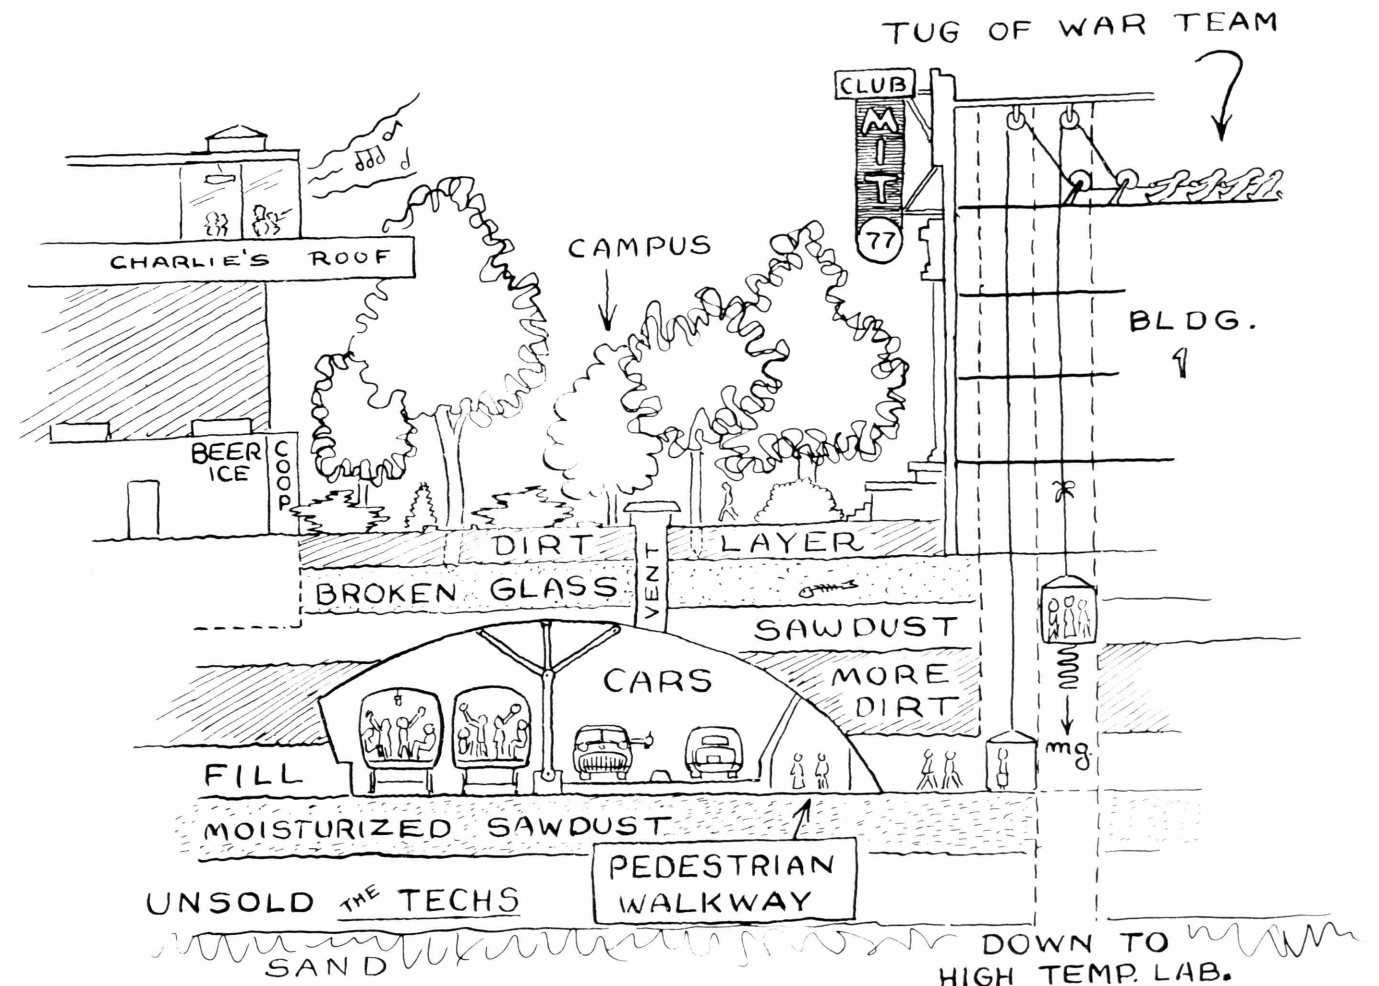 TUG OF WAR TEAM
CLUB
MIT
77
CHARLIE'S ROOF
CAMPUS
BLDG.
1
BEER
ICE
COOP
DIRT LAYER
VENT
BROKEN GLASS
SAWDUST
CARS
MORE
DIRT
mg.
FILL
MOISTURIZED SAWDUST
PEDESTRIAN
WALKWAY
UNSOLD THE TECHS
SAND
DOWN TO
HIGH TEMP. LAB.